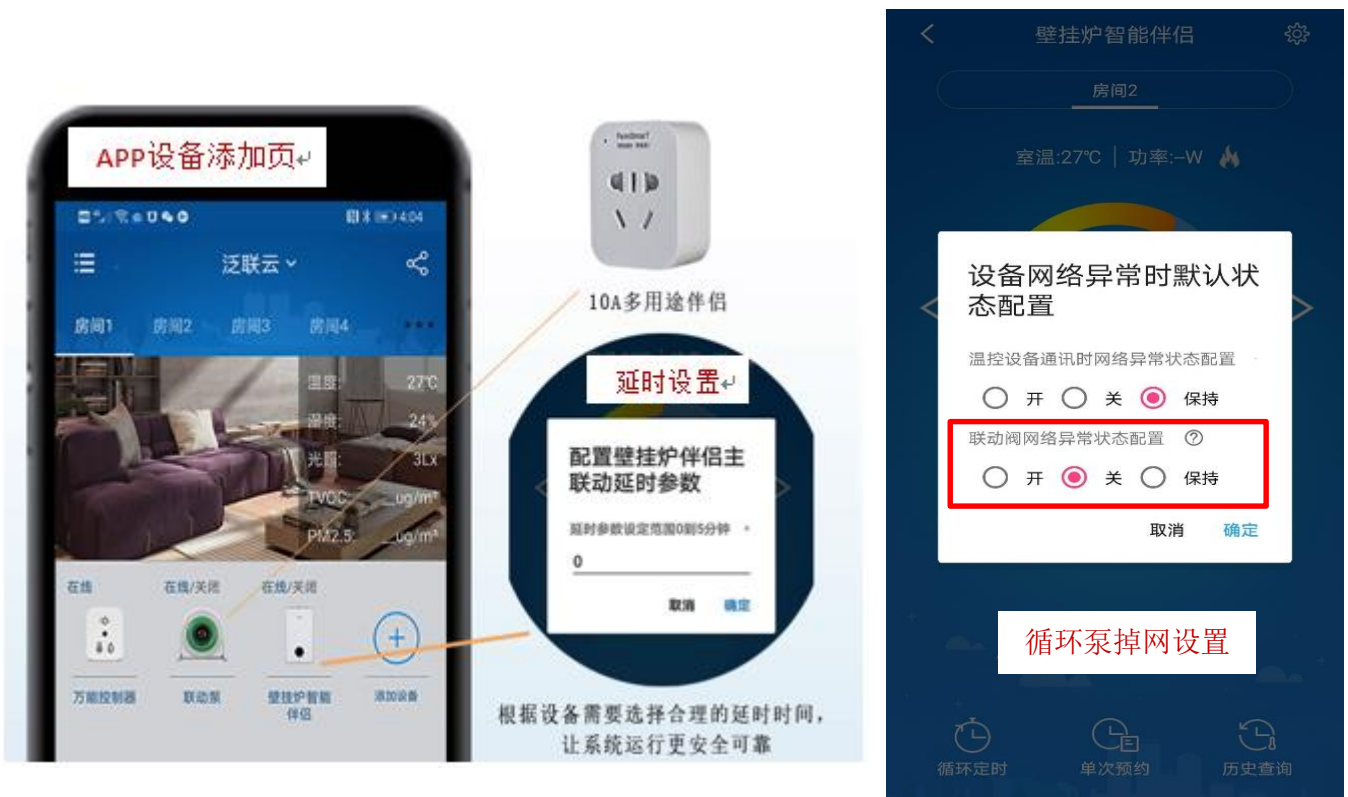 APP设备添加页
4:04
泛联云
房间1 房间2 房间3 房间4
温度: 27℃
湿度: 24%
光照: 3Lx
TVOC: __ug/m³
PM2.5: __ug/m³
在线 在线/关闭 在线/关闭
万能控制器 联动泵 壁挂炉智能伴侣 添加设备
10A多用途伴侣
延时设置
配置壁挂炉伴侣主
联动延时参数
延时参数设定范围0到5分钟
0
取消 确定
根据设备需要选择合理的延时时间，
让系统运行更安全可靠
壁挂炉智能伴侣
房间2
室温:27℃ | 功率:--W
设备网络异常时默认状
态配置
温控设备通讯时网络异常状态配置
开 关 保持
联动阀网络异常状态配置
开 关 保持
取消 确定
循环泵掉网设置
循环定时 单次预约 历史查询